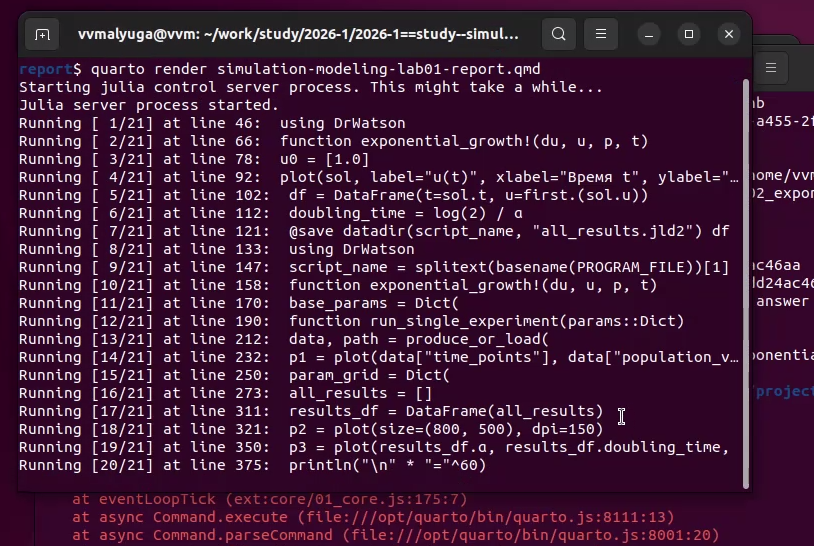 vvmalyuga@vvm: ~/work/study/2026-1/2026-1==study--simul...
report$ quarto render simulation-modeling-lab01-report.qmd
Starting julia control server process. This might take a while...
Julia server process started.
Running [ 1/21] at line 46:  using DrWatson
Running [ 2/21] at line 66:  function exponential_growth!(du, u, p, t)
Running [ 3/21] at line 78:  u0 = [1.0]
Running [ 4/21] at line 92:  plot(sol, label="u(t)", xlabel="Время t", ylabel="…
Running [ 5/21] at line 102:  df = DataFrame(t=sol.t, u=first.(sol.u))
Running [ 6/21] at line 112:  doubling_time = log(2) / α
Running [ 7/21] at line 121:  @save datadir(script_name, "all_results.jld2") df
Running [ 8/21] at line 133:  using DrWatson
Running [ 9/21] at line 147:  script_name = splitext(basename(PROGRAM_FILE))[1]
Running [10/21] at line 158:  function exponential_growth!(du, u, p, t)
Running [11/21] at line 170:  base_params = Dict(
Running [12/21] at line 190:  function run_single_experiment(params::Dict)
Running [13/21] at line 212:  data, path = produce_or_load(
Running [14/21] at line 232:  p1 = plot(data["time_points"], data["population_v…
Running [15/21] at line 250:  param_grid = Dict(
Running [16/21] at line 273:  all_results = []
Running [17/21] at line 311:  results_df = DataFrame(all_results)
Running [18/21] at line 321:  p2 = plot(size=(800, 500), dpi=150)
Running [19/21] at line 350:  p3 = plot(results_df.α, results_df.doubling_time,
Running [20/21] at line 375:  println("\n" * "="^60)
at eventLoopTick (ext:core/01_core.js:175:7)
at async Command.execute (file:///opt/quarto/bin/quarto.js:8111:13)
at async Command.parseCommand (file:///opt/quarto/bin/quarto.js:8001:20)
ab
-a455-2f
home/vvm
02_expon
ac46aa
dd24ac46
answer
ponentia
/project